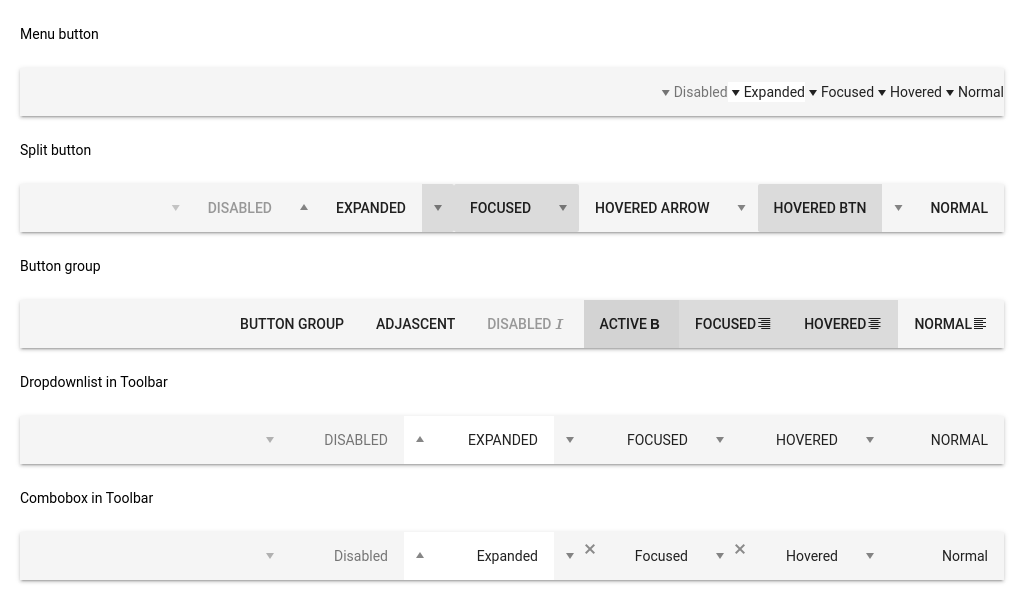 Menu button
Disabled Expanded Focused Hovered Normal
Split button
DISABLED EXPANDED FOCUSED HOVERED ARROW HOVERED BTN NORMAL
Button group
BUTTON GROUP ADJASCENT DISABLED I ACTIVE B FOCUSED HOVERED NORMAL
Dropdownlist in Toolbar
DISABLED EXPANDED FOCUSED HOVERED NORMAL
Combobox in Toolbar
Disabled Expanded Focused Hovered Normal